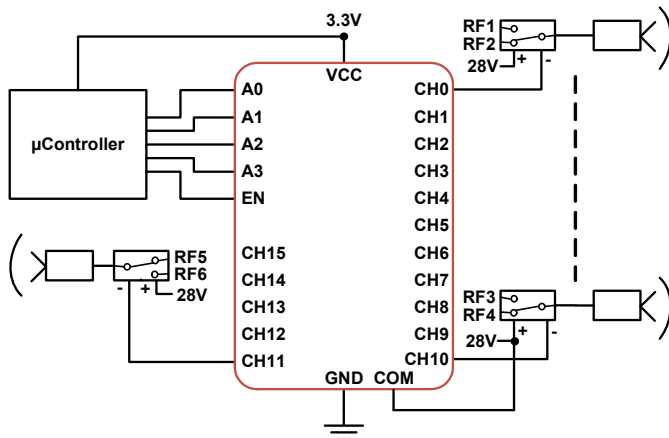 3.3V
VCC
µController
A0
A1
A2
A3
EN
CH15
CH14
CH13
CH12
CH11
GND
COM
CH0
CH1
CH2
CH3
CH4
CH5
CH6
CH7
CH8
CH9
CH10
RF1
RF2
28V
+
-
RF5
RF6
-
+
28V
RF3
RF4
28V
+
-